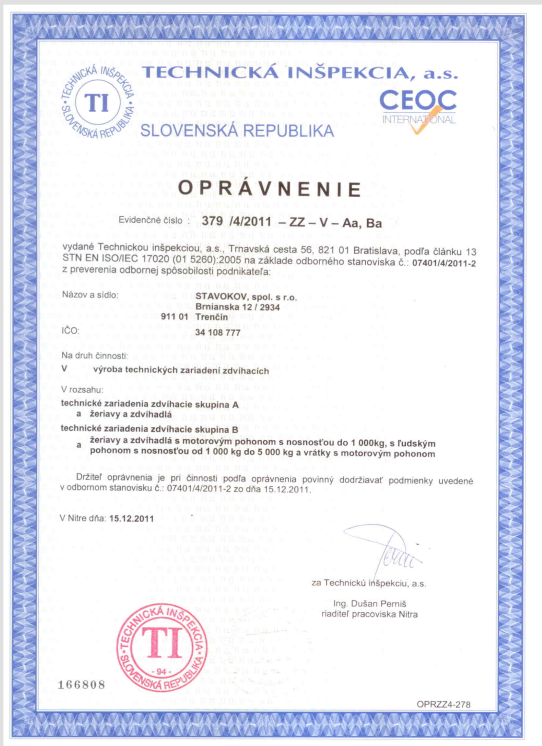 TECHNICKÁ INŠPEKCIA
TI
SLOVENSKÁ REPUBLIKA
TECHNICKÁ INŠPEKCIA, a.s.
CEOC
INTERNATIONAL
SLOVENSKÁ REPUBLIKA
OPRÁVNENIE
Evidenčné číslo : 379 /4/2011 – ZZ – V – Aa, Ba
vydané Technickou inšpekciou, a.s., Trnavská cesta 56, 821 01 Bratislava, podľa článku 13
STN EN ISO/IEC 17020 (01 5260):2005 na základe odborného stanoviska č.: 07401/4/2011-2
z preverenia odbornej spôsobilosti podnikateľa:
Názov a sídlo: STAVOKOV, spol. s r.o.
Brnianska 12 / 2934
911 01 Trenčín
IČO: 34 108 777
Na druh činnosti:
V výroba technických zariadení zdvíhacích
V rozsahu:
technické zariadenia zdvíhacie skupina A
a žeriavy a zdvíhadlá
technické zariadenia zdvíhacie skupina B
a žeriavy a zdvíhadlá s motorovým pohonom s nosnosťou do 1 000kg, s ľudským
pohonom s nosnosťou od 1 000 kg do 5 000 kg a vrátky s motorovým pohonom
Držiteľ oprávnenia je pri činnosti podľa oprávnenia povinný dodržiavať podmienky uvedené
v odbornom stanovisku č.: 07401/4/2011-2 zo dňa 15.12.2011.
V Nitre dňa: 15.12.2011
za Technickú inšpekciu, a.s.
Ing. Dušan Perniš
riaditeľ pracoviska Nitra
TECHNICKÁ INŠPEKCIA
TI
- 94 -
SLOVENSKÁ REPUBLIKA
166808
OPRZZ4-278